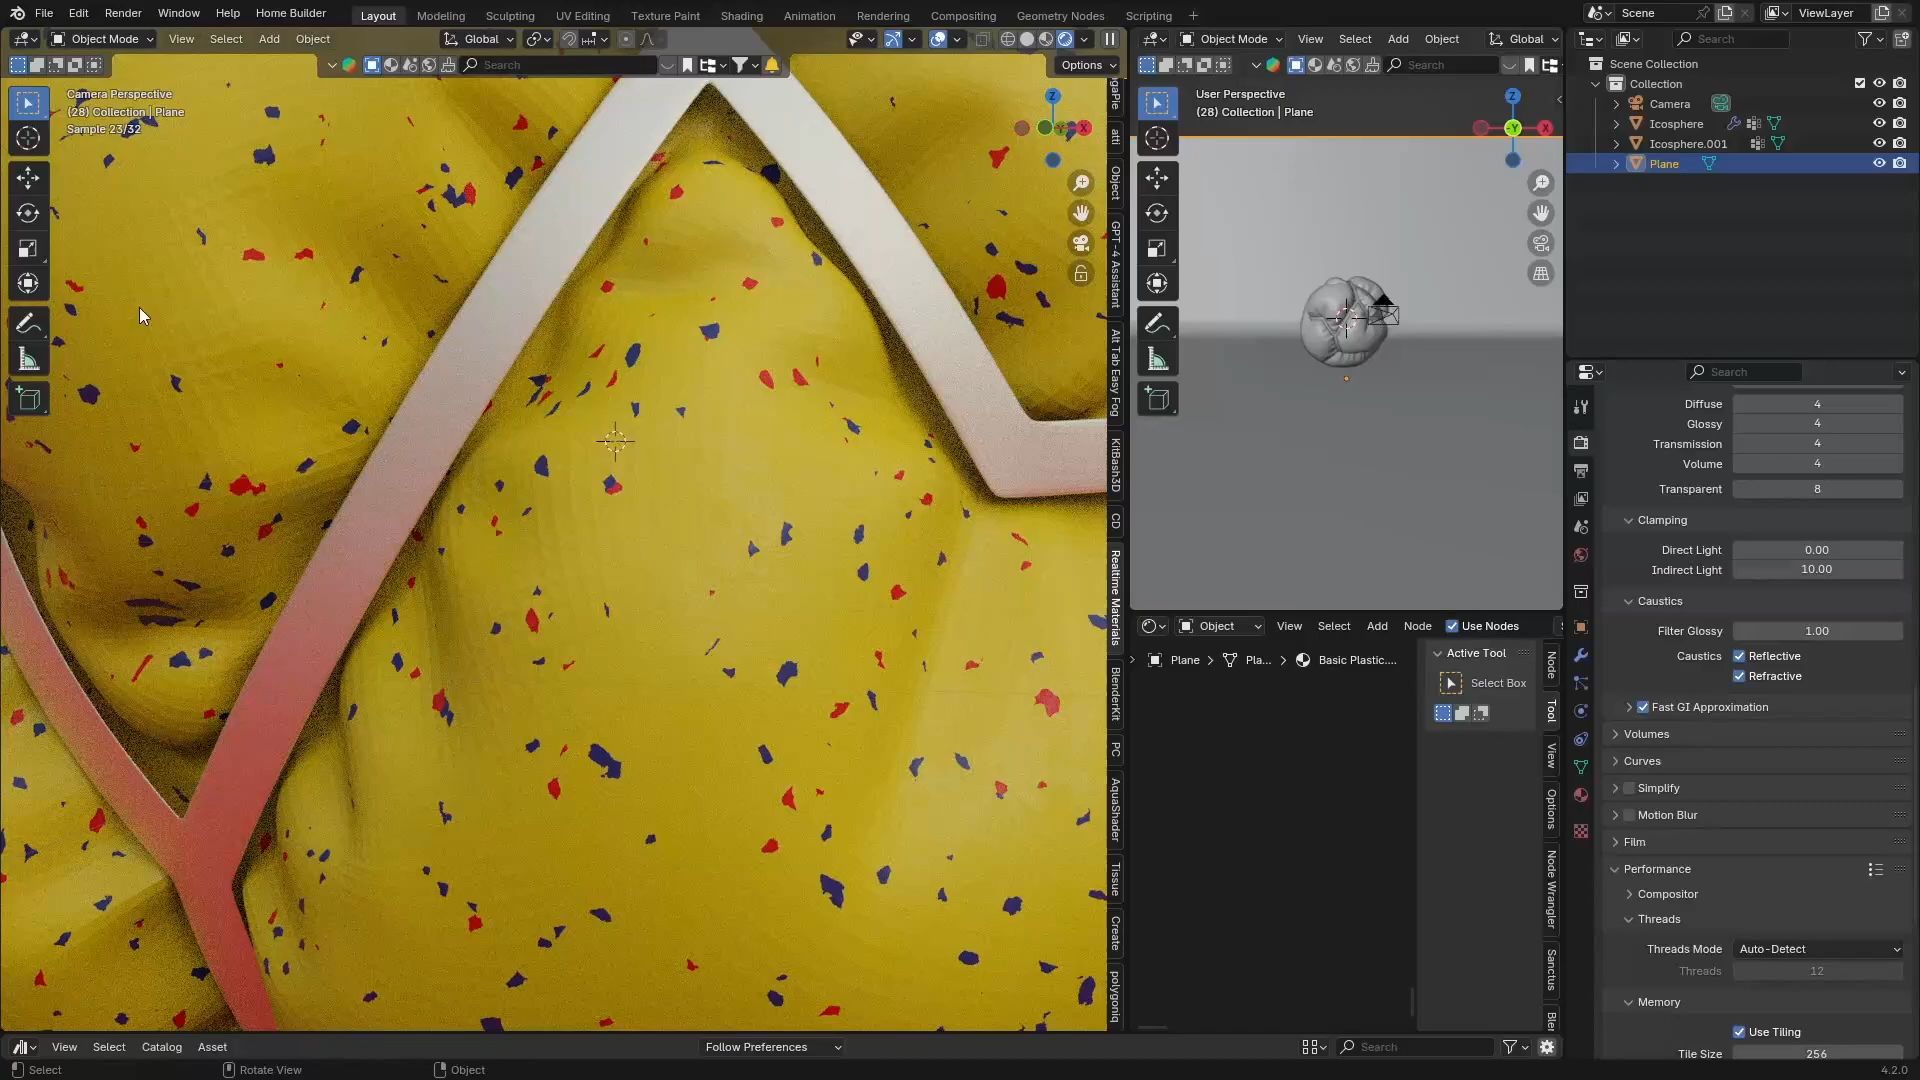 File Edit Render Window Help Home Builder Layout Modeling Sculpting UV Editing Texture Paint Shading Animation Rendering Compositing Geometry Nodes Scripting + Scene ViewLayer
Object Mode View Select Add Object Global
Search Options
Camera Perspective
(28) Collection | Plane
Sample 23/32
Z
X
atti
Object
GPT-4 Assistant
Alt Tab Easy Fog
KitBash3D
CD
Realtime Materials
BlenderKit
PC
AquaShader
Tissue
Create
polygoniq
Object Mode View Select Add Object Global
Search
User Perspective
(28) Collection | Plane
Z
-Y
X
Object View Select Add Node Use Nodes
Plane Pla... Basic Plastic....
Active Tool
Select Box
Node
Tool
View
Options
Node Wrangler
Sanctus
Search
Scene Collection
Collection
Camera
Icosphere
Icosphere.001
Plane
Search
Diffuse 4
Glossy 4
Transmission 4
Volume 4
Transparent 8
Clamping
Direct Light 0.00
Indirect Light 10.00
Caustics
Filter Glossy 1.00
Caustics Reflective
Refractive
Fast GI Approximation
Volumes
Curves
Simplify
Motion Blur
Film
Performance
Compositor
Threads
Threads Mode Auto-Detect
Threads 12
Memory
Use Tiling
Tile Size 256
View Select Catalog Asset Follow Preferences Search
Select Rotate View Object 4.2.0